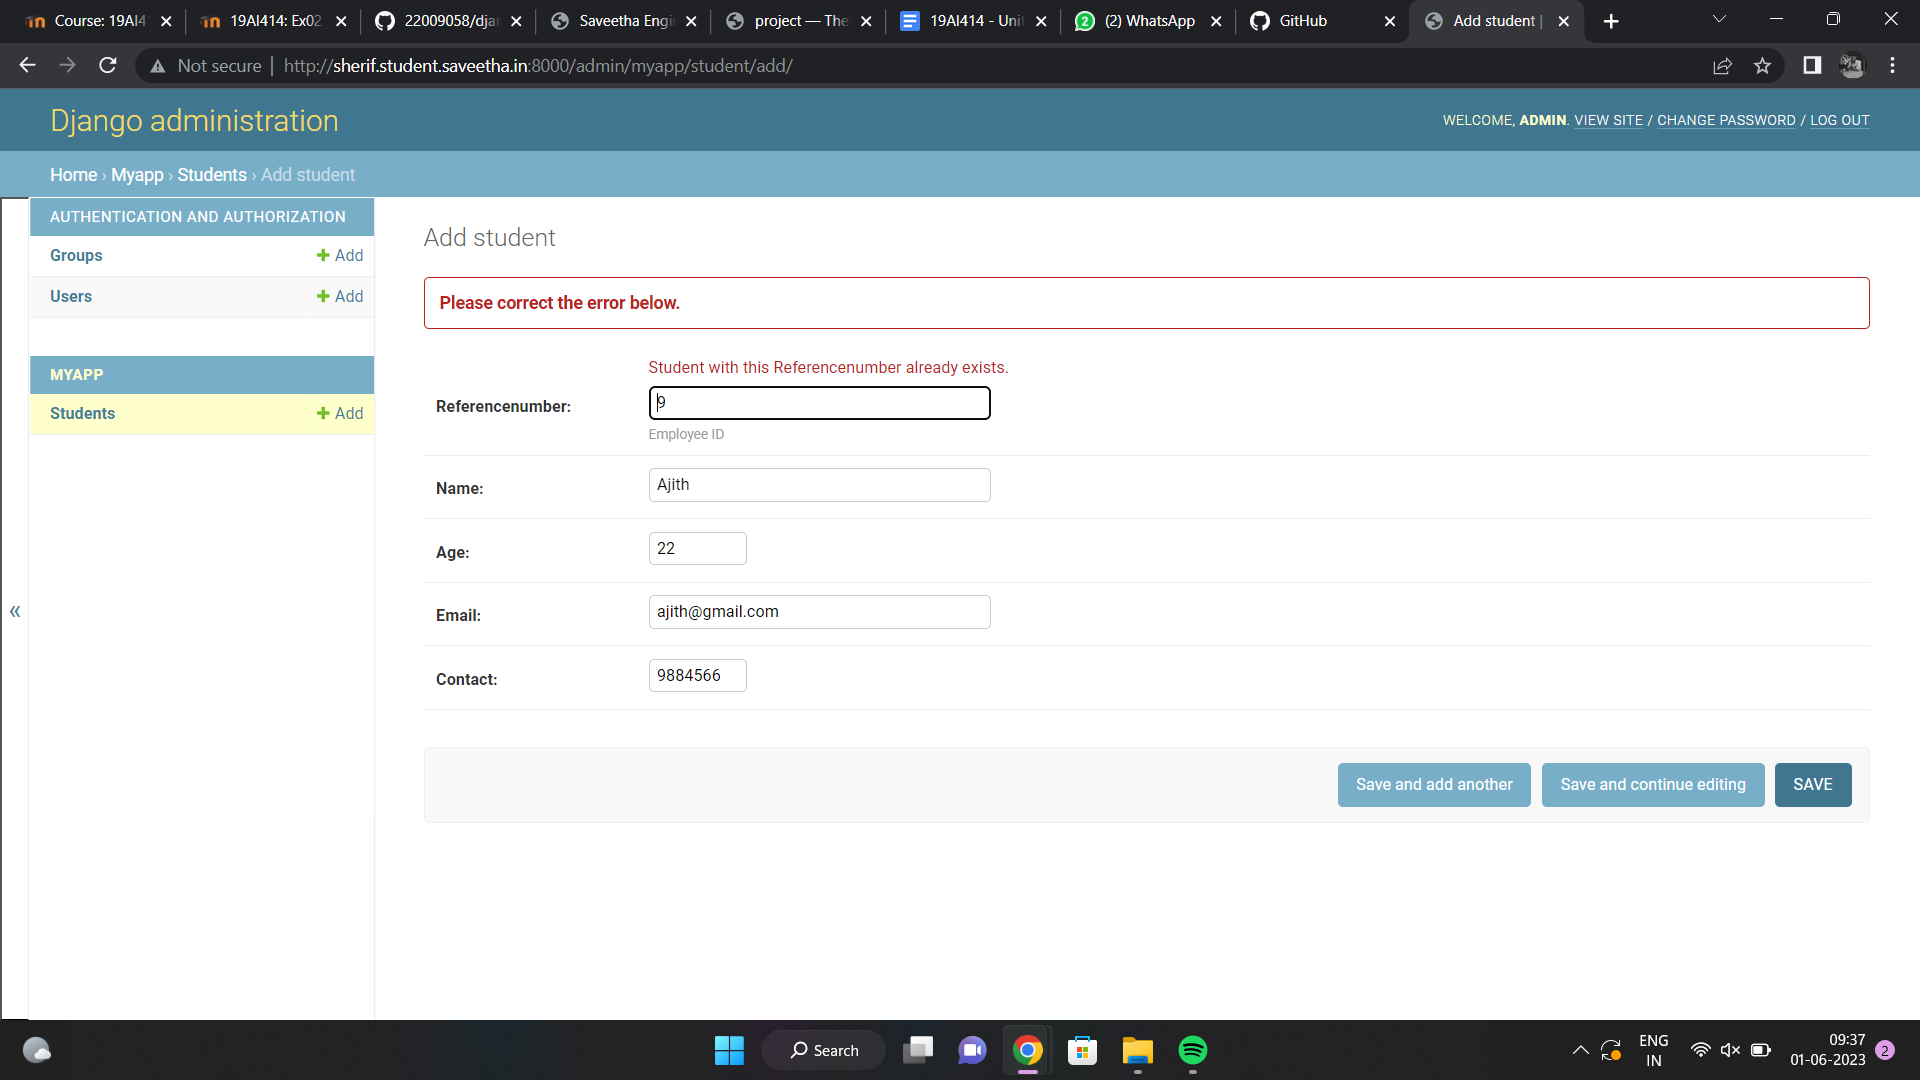 Course: 19AI4
19AI414: Ex02
22009058/djan
Saveetha Engi
project — The
19AI414 - Unit
2 (2) WhatsApp
GitHub
Add student |
Not secure | http://sherif.student.saveetha.in:8000/admin/myapp/student/add/
Django administration
WELCOME, ADMIN. VIEW SITE / CHANGE PASSWORD / LOG OUT
Home › Myapp › Students › Add student
AUTHENTICATION AND AUTHORIZATION
Groups + Add
Users + Add
MYAPP
Students + Add
«
Add student
Please correct the error below.
Student with this Referencenumber already exists.
Referencenumber: 9
Employee ID
Name: Ajith
Age: 22
Email: ajith@gmail.com
Contact: 9884566
Save and add another
Save and continue editing
SAVE
Search
ENG
IN
09:37
01-06-2023
2